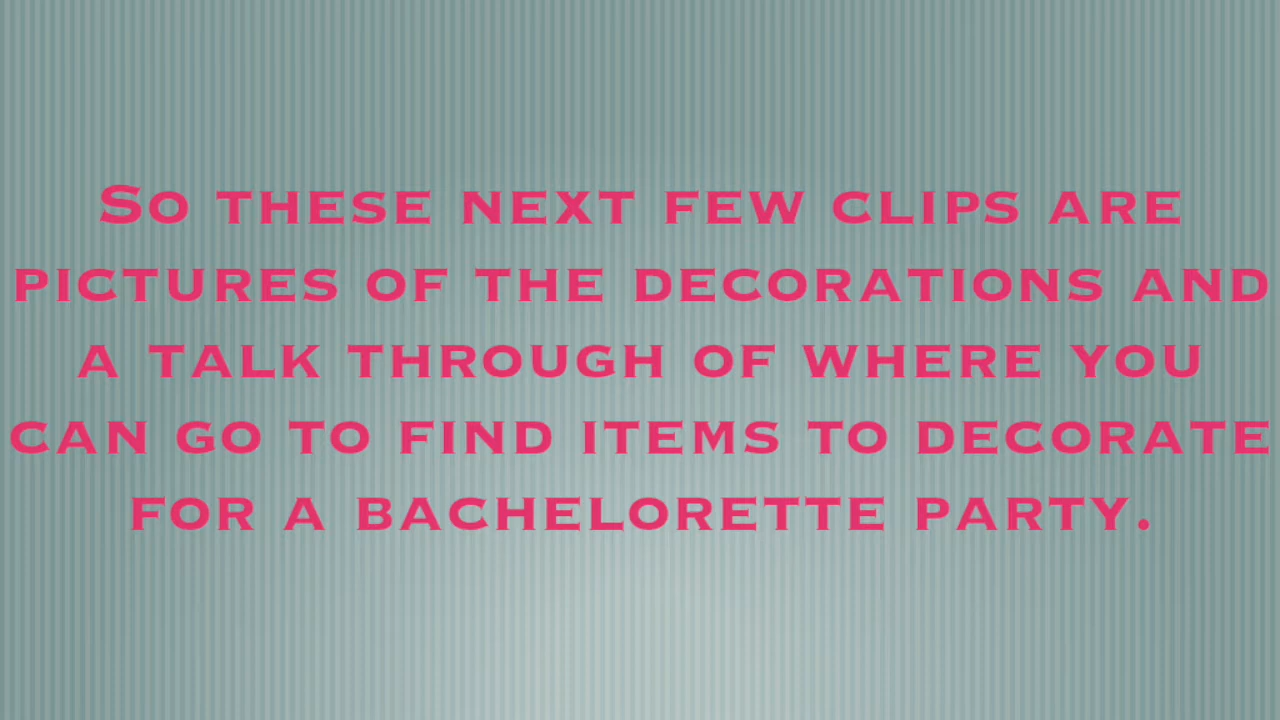 So these next few clips are
pictures of the decorations and
a talk through of where you
can go to find items to decorate
for a bachelorette party.